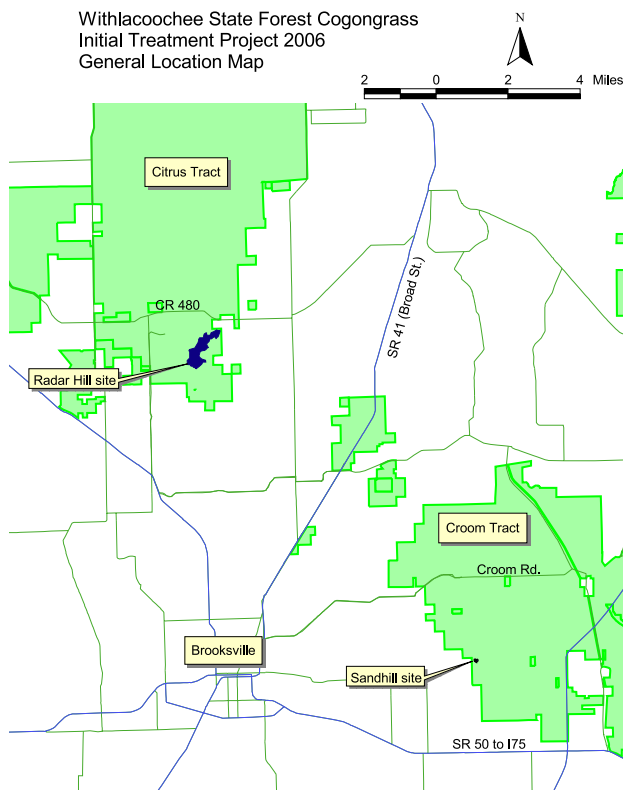 Withlacoochee State Forest Cogongrass
Initial Treatment Project 2006
General Location Map
N
2 0 2 4 Miles
Citrus Tract
CR 480
SR 41 (Broad St.)
Radar Hill site
Croom Tract
Croom Rd.
Brooksville
Sandhill site
SR 50 to I75